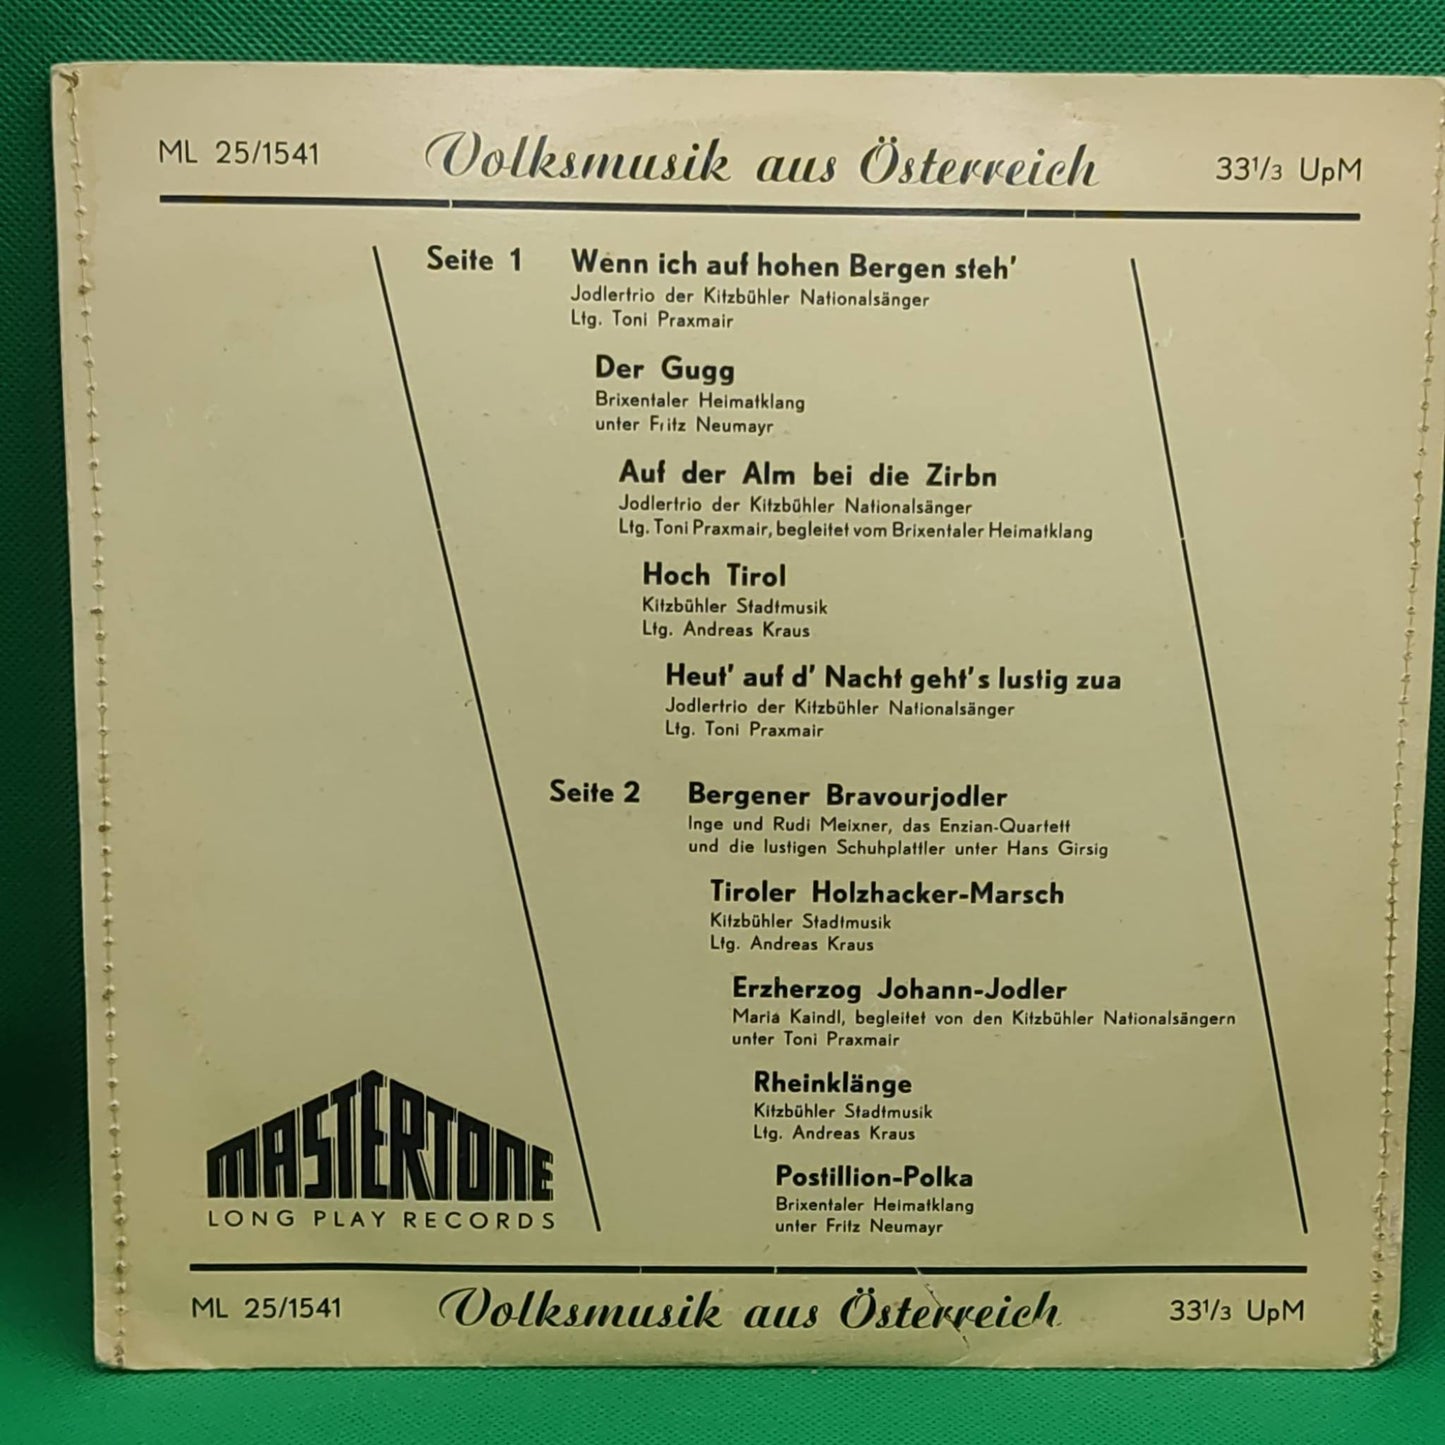 ML 25/1541 Volksmusik aus Österreich 33 1/3 UpM
Seite 1 Wenn ich auf hohen Bergen steh'
Jodlertrio der Kitzbühler Nationalsänger
Ltg. Toni Praxmair
Der Gugg
Brixentaler Heimatklang
unter Fritz Neumayr
Auf der Alm bei die Zirbn
Jodlertrio der Kitzbühler Nationalsänger
Ltg. Toni Praxmair, begleitet vom Brixentaler Heimatklang
Hoch Tirol
Kitzbühler Stadtmusik
Ltg. Andreas Kraus
Heut' auf d' Nacht geht's lustig zua
Jodlertrio der Kitzbühler Nationalsänger
Ltg. Toni Praxmair
Seite 2 Bergener Bravourjodler
Inge und Rudi Meixner, das Enzian-Quartett
und die lustigen Schuhplattler unter Hans Girsig
Tiroler Holzhacker-Marsch
Kitzbühler Stadtmusik
Ltg. Andreas Kraus
Erzherzog Johann-Jodler
Maria Kaindl, begleitet von den Kitzbühler Nationalsängern
unter Toni Praxmair
Rheinklänge
Kitzbühler Stadtmusik
Ltg. Andreas Kraus
Postillion-Polka
Brixentaler Heimatklang
unter Fritz Neumayr
MASTERTONE
LONG PLAY RECORDS
ML 25/1541 Volksmusik aus Österreich 33 1/3 UpM